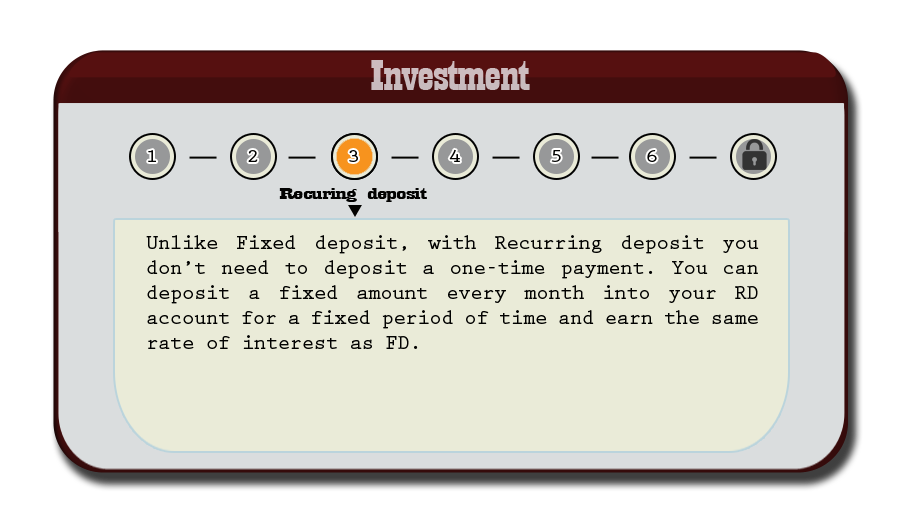 Investment
1 2 3 4 5 6
Recuring deposit
Unlike Fixed deposit, with Recurring deposit you
don't need to deposit a one-time payment. You can
deposit a fixed amount every month into your RD
account for a fixed period of time and earn the same
rate of interest as FD.